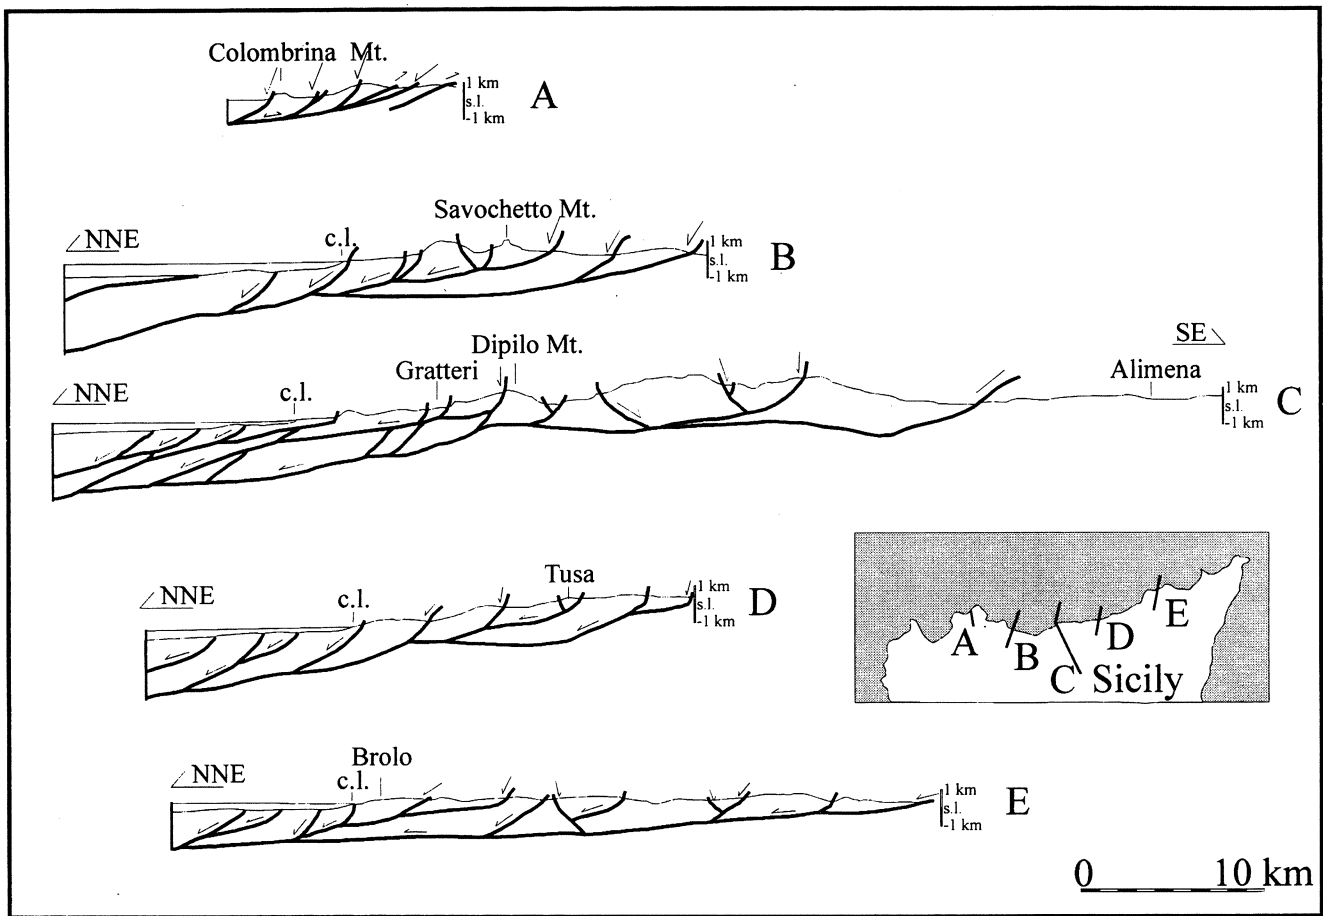 Colombrina Mt.
1 km
s.l.
-1 km
A
Savochetto Mt.
NNE
c.l.
1 km
s.l.
-1 km
B
SE
Dipilo Mt.
Gratteri
Alimena
NNE
c.l.
1 km
s.l.
-1 km
C
Tusa
NNE
c.l.
1 km
s.l.
-1 km
D
A
B
C
D
E
Sicily
Brolo
NNE
c.l.
1 km
s.l.
-1 km
E
0 10 km